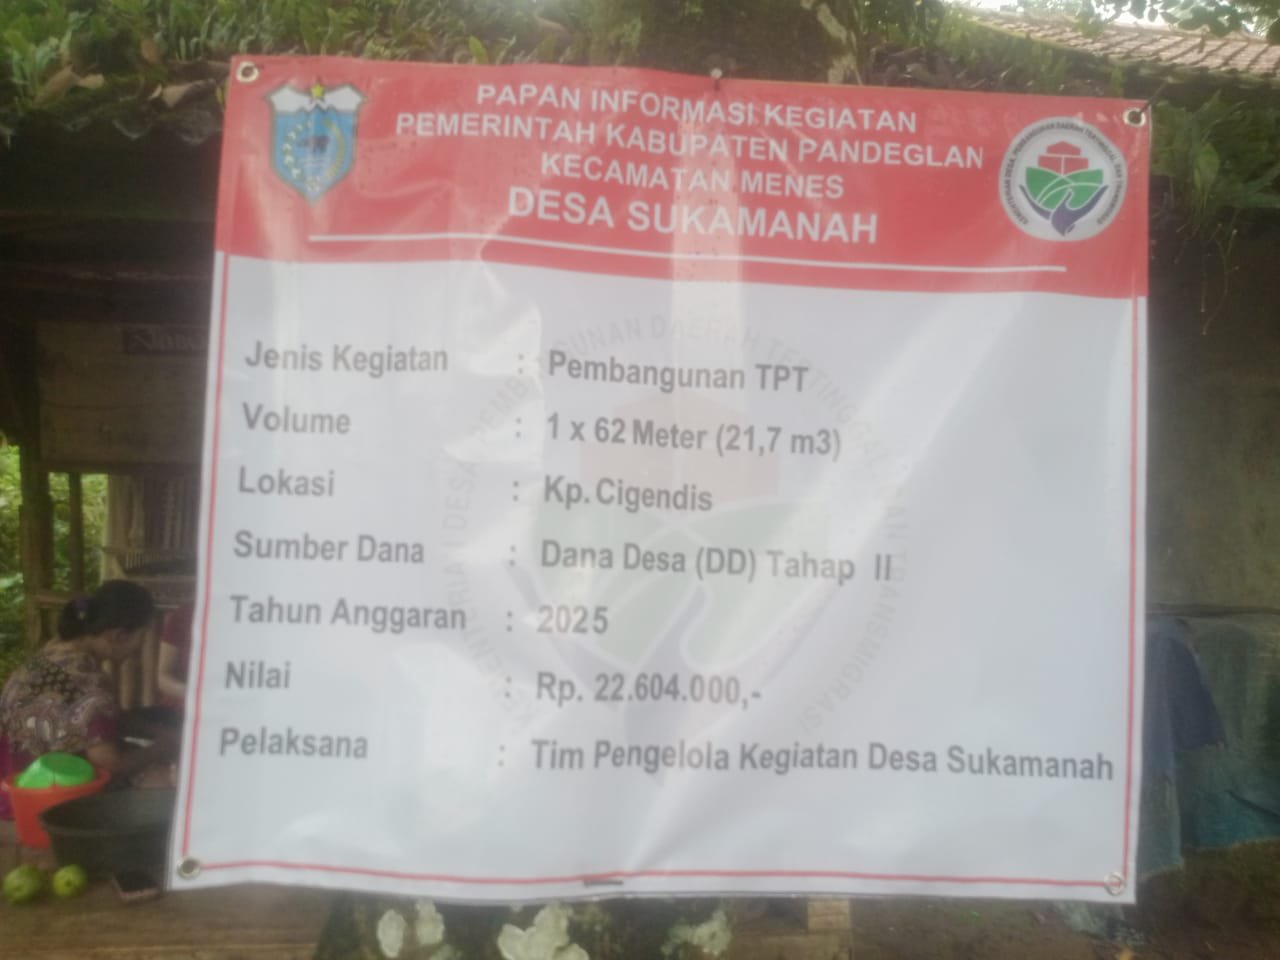 PAPAN INFORMASI KEGIATAN
PEMERINTAH KABUPATEN PANDEGLAN
KECAMATAN MENES
DESA SUKAMANAH
Jenis Kegiatan : Pembangunan TPT
Volume : 1 x 62 Meter (21,7 m3)
Lokasi : Kp. Cigendis
Sumber Dana : Dana Desa (DD) Tahap II
Tahun Anggaran : 2025
Nilai : Rp. 22.604.000,-
Pelaksana : Tim Pengelola Kegiatan Desa Sukamanah